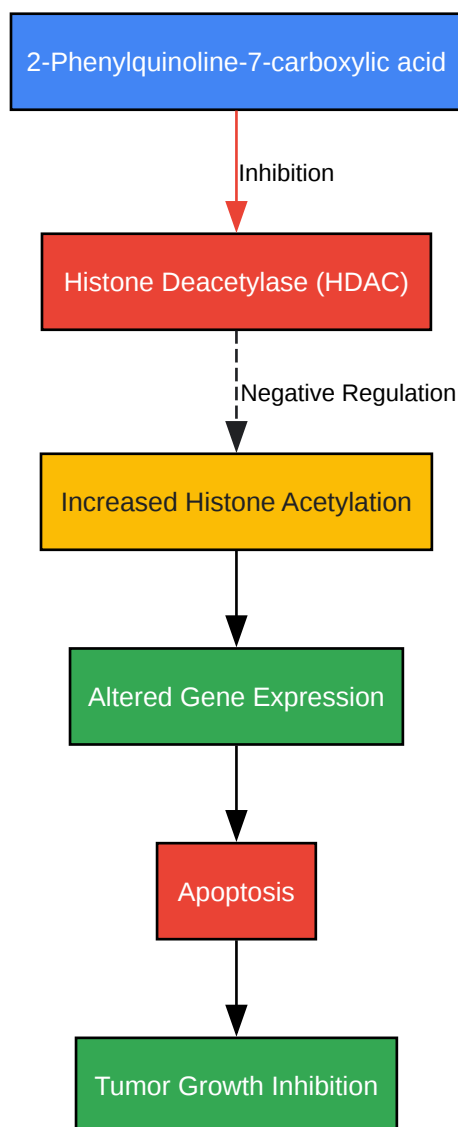 2-Phenylquinoline-7-carboxylic acid
Inhibition
Histone Deacetylase (HDAC)
Negative Regulation
Increased Histone Acetylation
Altered Gene Expression
Apoptosis
Tumor Growth Inhibition